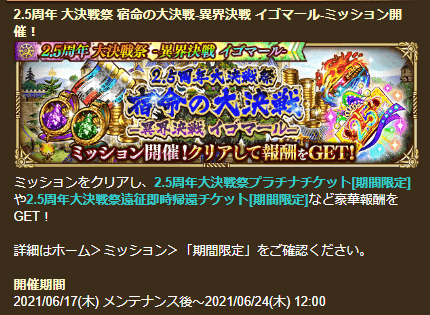 2.5周年 大決戦祭 宿命の大決戦-異界決戦 イゴマール-ミッション開
催！
2.5周年 大決戦祭 -異界決戦 イゴマール-
2.5周年大決戦祭
宿命の大決戦
-異界決戦 イゴマール-
ミッション開催！クリアして報酬をGET！
ミッションをクリアし、2.5周年大決戦祭プラチナチケット[期間限定]
や2.5周年大決戦祭遠征即時帰還チケット[期間限定]など豪華報酬を
GET！
詳細はホーム＞ミッション＞「期間限定」をご確認ください。
開催期間
2021/06/17(木) メンテナンス後～2021/06/24(木) 12:00